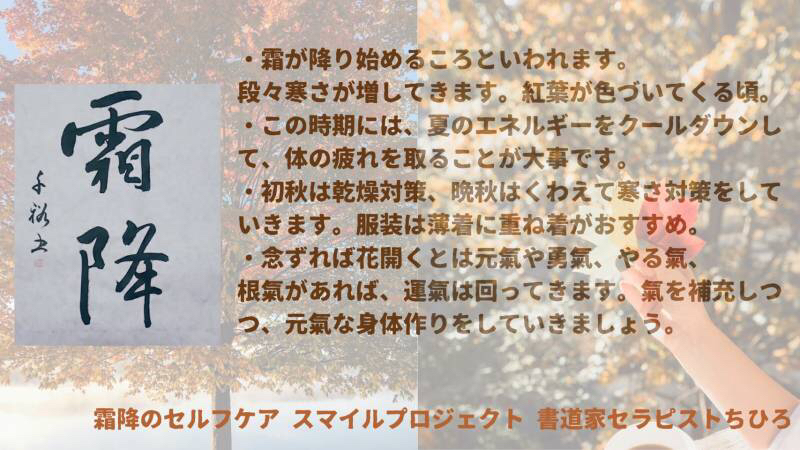 霜降
千裕書
・霜が降り始めるころといわれます。
段々寒さが増してきます。紅葉が色づいてくる頃。
・この時期には、夏のエネルギーをクールダウンし
て、体の疲れを取ることが大事です。
・初秋は乾燥対策、晩秋はくわえて寒さ対策をして
いきます。服装は薄着に重ね着がおすすめ。
・念ずれば花開くとは元氣や勇氣、やる氣、
根氣があれば、運氣は回ってきます。氣を補充しつ
つ、元氣な身体作りをしていきましょう。
霜降のセルフケア スマイルプロジェクト 書道家セラピストちひろ